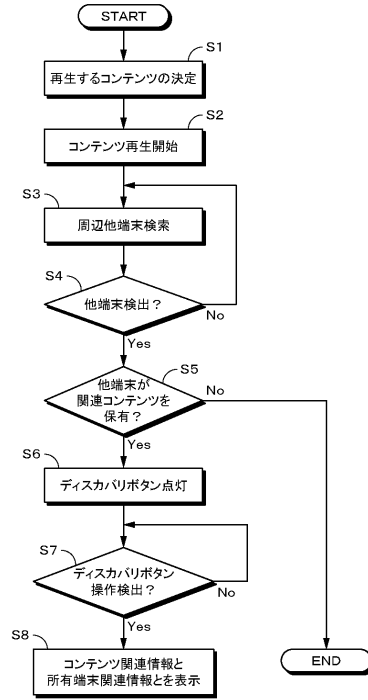 START
S1
再生するコンテンツの決定
S2
コンテンツ再生開始
S3
周辺他端末検索
S4
他端末検出？
No
Yes
S5
他端末が
関連コンテンツを
保有？
No
Yes
S6
ディスカバリボタン点灯
S7
ディスカバリボタン
操作検出？
No
Yes
S8
コンテンツ関連情報と
所有端末関連情報とを表示
END